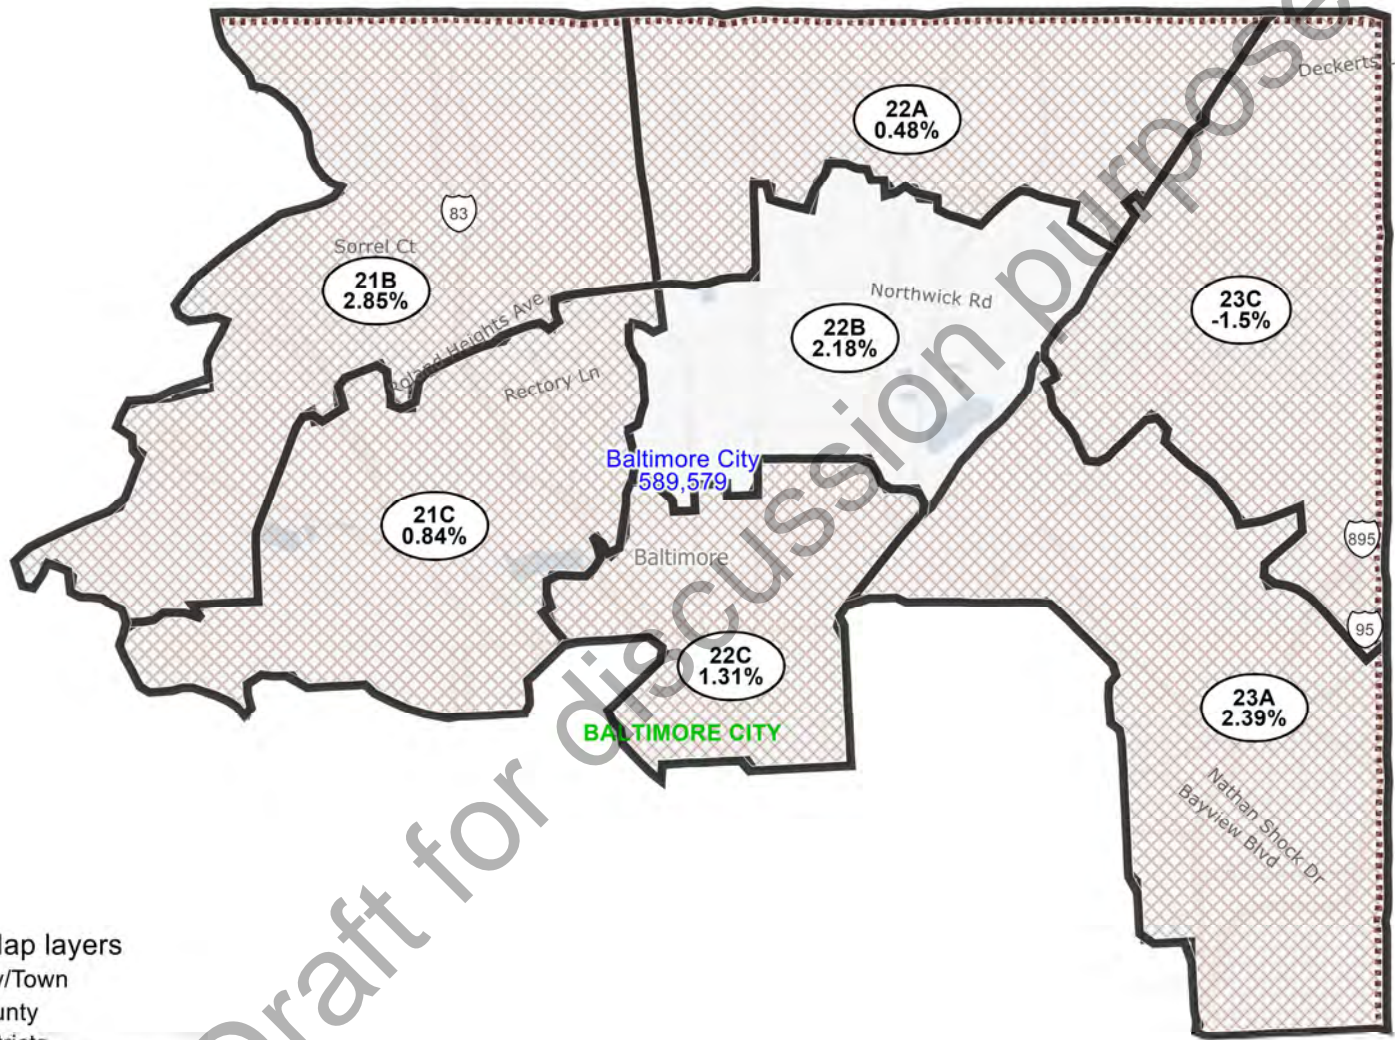 Deckerts
22A
0.48%
83
Sorrel Ct
21B
2.85%
Northwick Rd
23C
-1.5%
22B
2.18%
Roland Heights Ave
Rectory Ln
Baltimore City
589,579
21C
0.84%
895
Baltimore
95
22C
1.31%
23A
2.39%
BALTIMORE CITY
Nathan Shock Dr
Bayview Blvd
Draft for discussion purpose
ap layers
/Town
unty